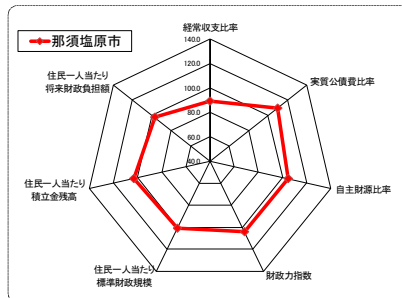 経常収支比率
140.0
那須塩原市
120.0
住民一人当たり
将来財政負担額
実質公債費比率
100.0
80.0
60.0
40.0
住民一人当たり
積立金残高
自主財源比率
住民一人当たり
標準財政規模
財政力指数